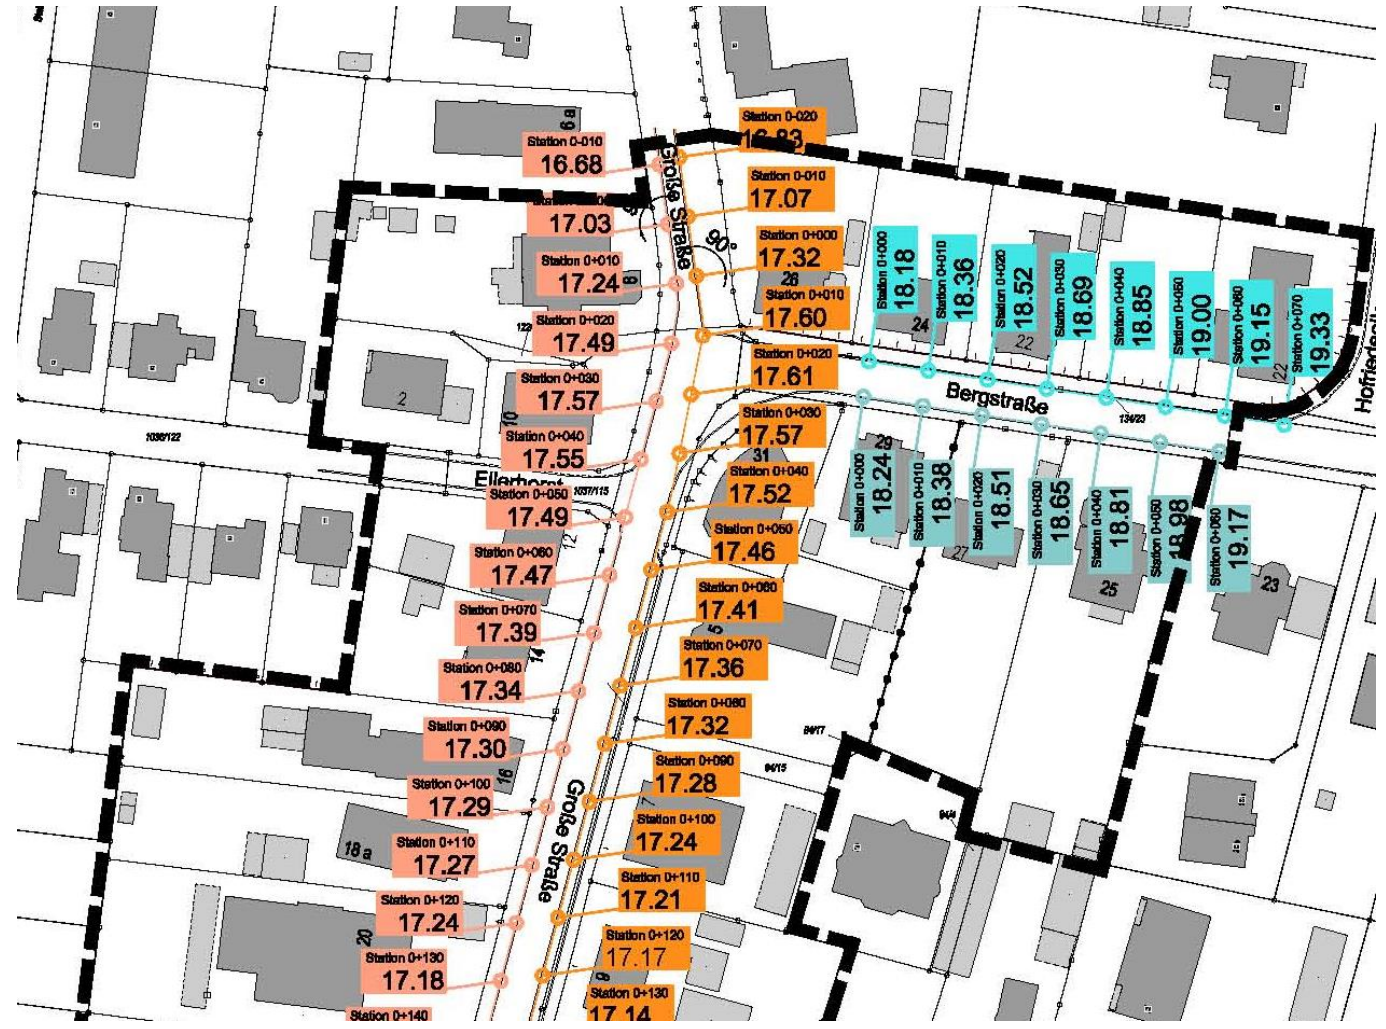 Station 0-020
16.83
6 a
Station 0-010
16.68
Station 0-010
17.07
17.03
Große Straße
90°
Station 0+000
17.32
Station 0+010
17.24
8
26
Station 0+010
17.60
Station 0+000
18.18
Station 0+010
18.36
Station 0+020
18.52
Station 0+030
18.69
Station 0+040
18.85
Station 0+050
19.00
Station 0+060
19.15
Station 0+070
19.33
24
22
22
Station 0+020
17.49
Station 0+020
17.61
Station 0+030
17.57
2
10
Bergstraße
134/23
Station 0+030
17.57
31
29
1036/122
Station 0+040
17.55
Station 0+040
17.52
Ellerhorst
1037/115
Station 0+050
17.49
Station 0+050
17.46
Station 0+000
18.24
Station 0+010
18.38
Station 0+020
18.51
Station 0+030
18.65
Station 0+040
18.81
Station 0+050
18.98
Station 0+060
19.17
27
25
23
12
Station 0+060
17.47
Station 0+060
17.41
5
Station 0+070
17.39
Station 0+070
17.36
14
Station 0+080
17.34
Station 0+080
17.32
94/17
Station 0+090
17.30
16
Station 0+090
17.28
94/15
Station 0+100
17.29
Große Straße
7
Station 0+100
17.24
94/4
18 a
Station 0+110
17.27
Station 0+110
17.21
Station 0+120
17.24
20
Station 0+120
17.17
Station 0+130
17.18
9
Station 0+130
17.14
Station 0+140